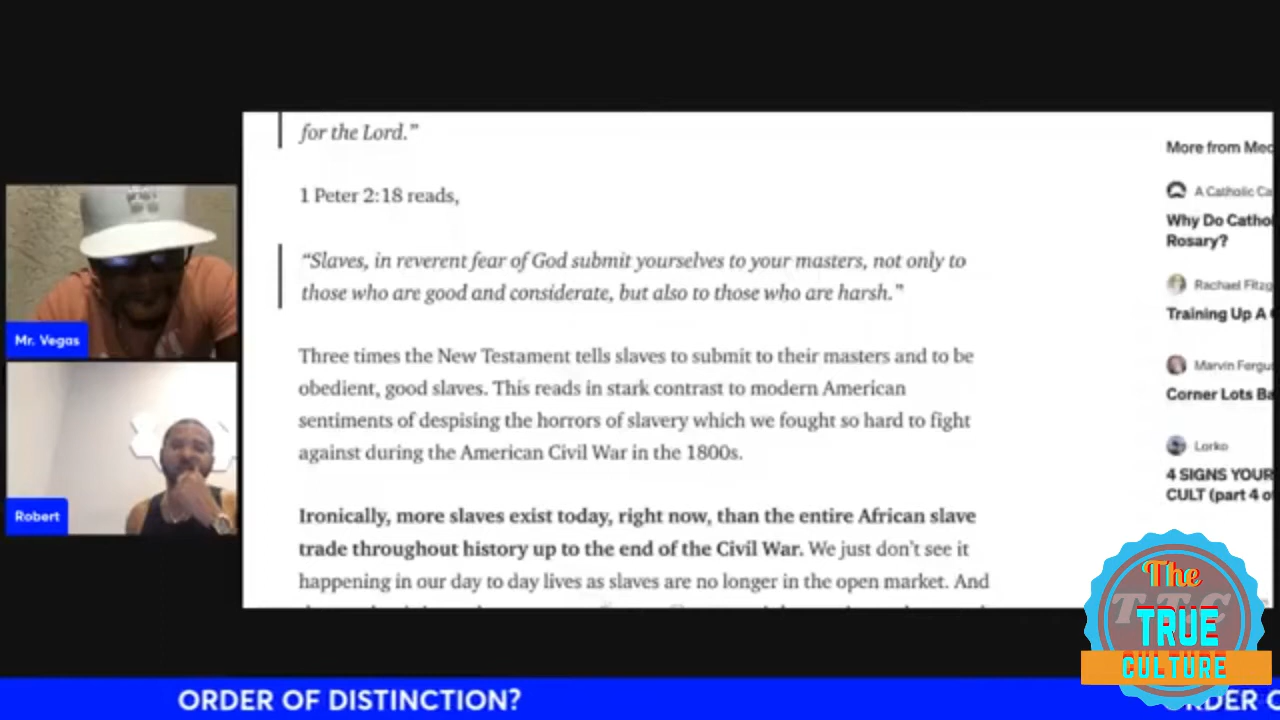 for the Lord.”
1 Peter 2:18 reads,
“Slaves, in reverent fear of God submit yourselves to your masters, not only to
those who are good and considerate, but also to those who are harsh.”
Three times the New Testament tells slaves to submit to their masters and to be
obedient, good slaves. This reads in stark contrast to modern American
sentiments of despising the horrors of slavery which we fought so hard to fight
against during the American Civil War in the 1800s.
Ironically, more slaves exist today, right now, than the entire African slave
trade throughout history up to the end of the Civil War. We just don’t see it
happening in our day to day lives as slaves are no longer in the open market. And
More from Med
A Catholic Ca
Why Do Catho
Rosary?
Rachael Fitzg
Training Up A
Marvin Fergu
Corner Lots Ba
Lorko
4 SIGNS YOUR
CULT (part 4 o
Mr. Vegas
Robert
The
TTC
TRUE
CULTURE
ORDER OF DISTINCTION?